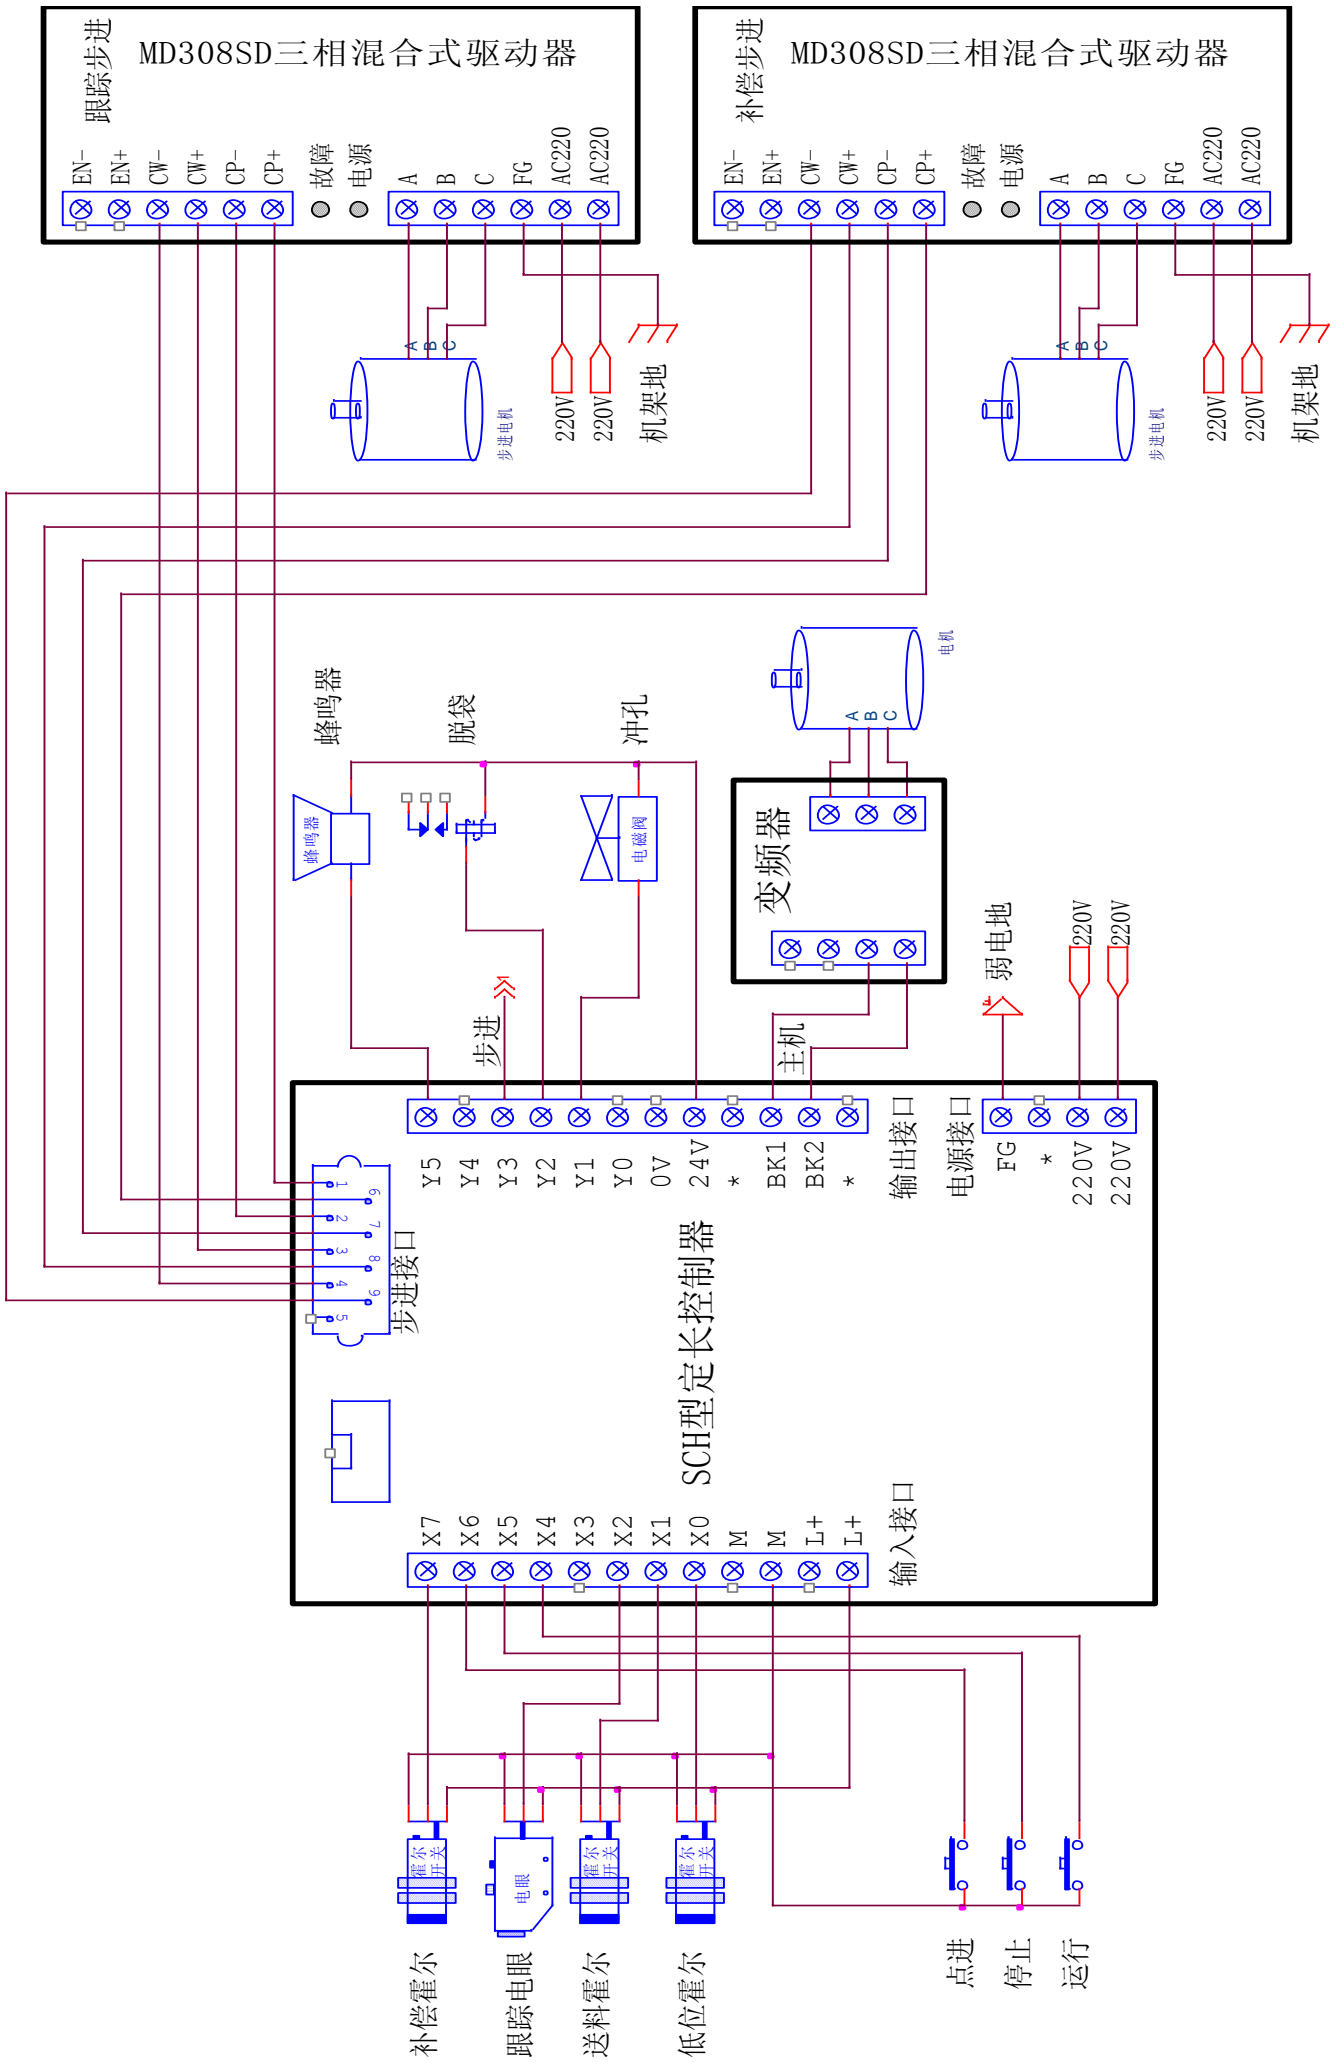 跟踪步进
MD308SD三相混合式驱动器
EN-
EN+
CW-
CW+
CP-
CP+
故障
电源
A
B
C
FG
AC220
AC220
A
B
C
步进电机
220V
220V
机架地
补偿步进
MD308SD三相混合式驱动器
EN-
EN+
CW-
CW+
CP-
CP+
故障
电源
A
B
C
FG
AC220
AC220
A
B
C
步进电机
220V
220V
机架地
蜂鸣器
脱袋
冲孔
蜂鸣器
电磁阀
电机
A
B
C
变频器
步进
主机
弱电地
220V
220V
1
2
3
4
5
6
7
8
9
步进接口
Y5
Y4
Y3
Y2
Y1
Y0
0V
24V
*
BK1
BK2
*
输出接口
电源接口
FG
*
220V
220V
SCH型定长控制器
X7
X6
X5
X4
X3
X2
X1
X0
M
M
L+
L+
输入接口
霍尔
开关
电眼
霍尔
开关
霍尔
开关
补偿霍尔
跟踪电眼
送料霍尔
低位霍尔
点进
停止
运行